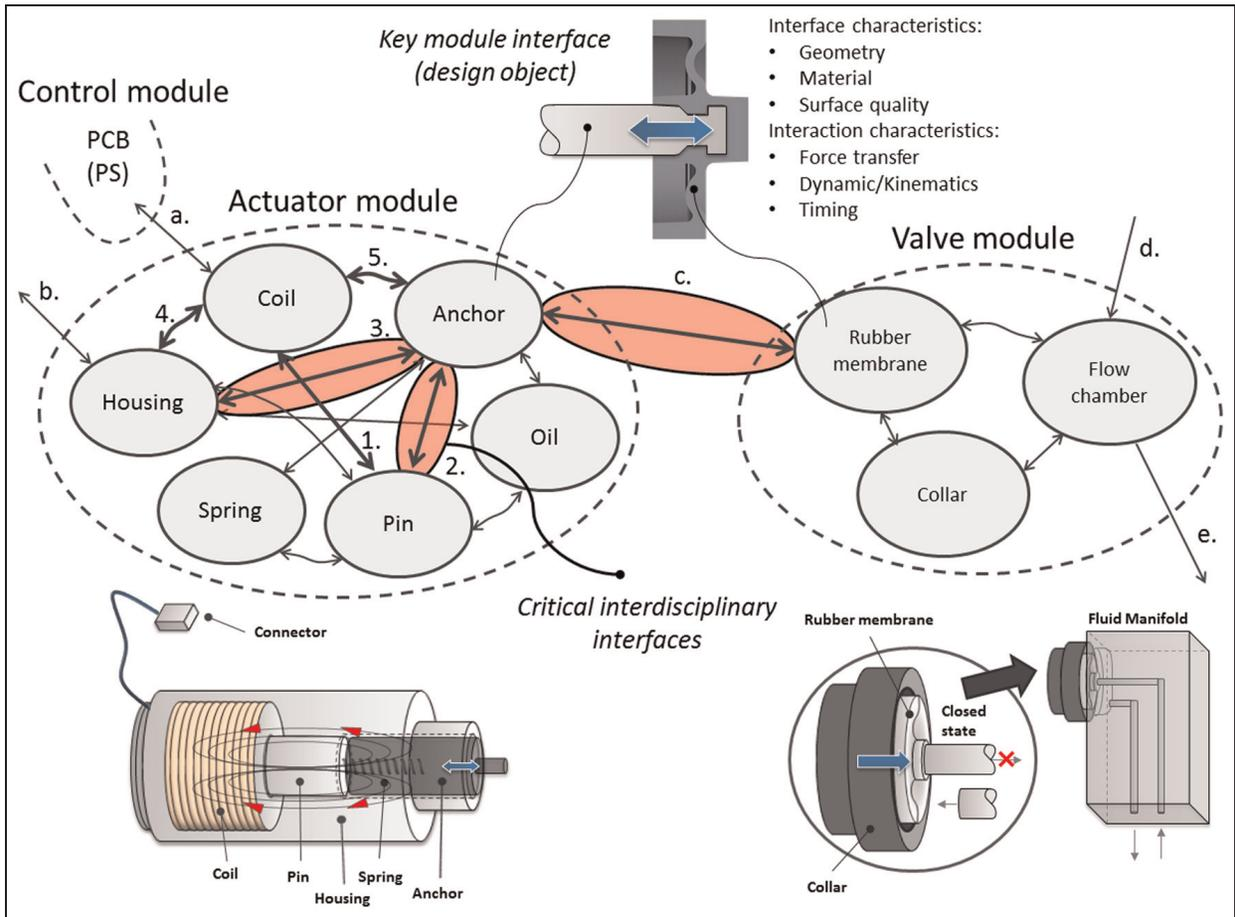 Key module interface
(design object)
Interface characteristics:
• Geometry
• Material
• Surface quality
Interaction characteristics:
• Force transfer
• Dynamic/Kinematics
• Timing
Control module
PCB
(PS)
a.
b.
Actuator module
Coil
Anchor
Housing
Oil
Spring
Pin
1.
2.
3.
4.
5.
c.
Valve module
d.
e.
Rubber
membrane
Flow
chamber
Collar
Critical interdisciplinary
interfaces
Connector
Coil
Pin
Housing
Spring
Anchor
Rubber membrane
Closed
state
Collar
Fluid Manifold